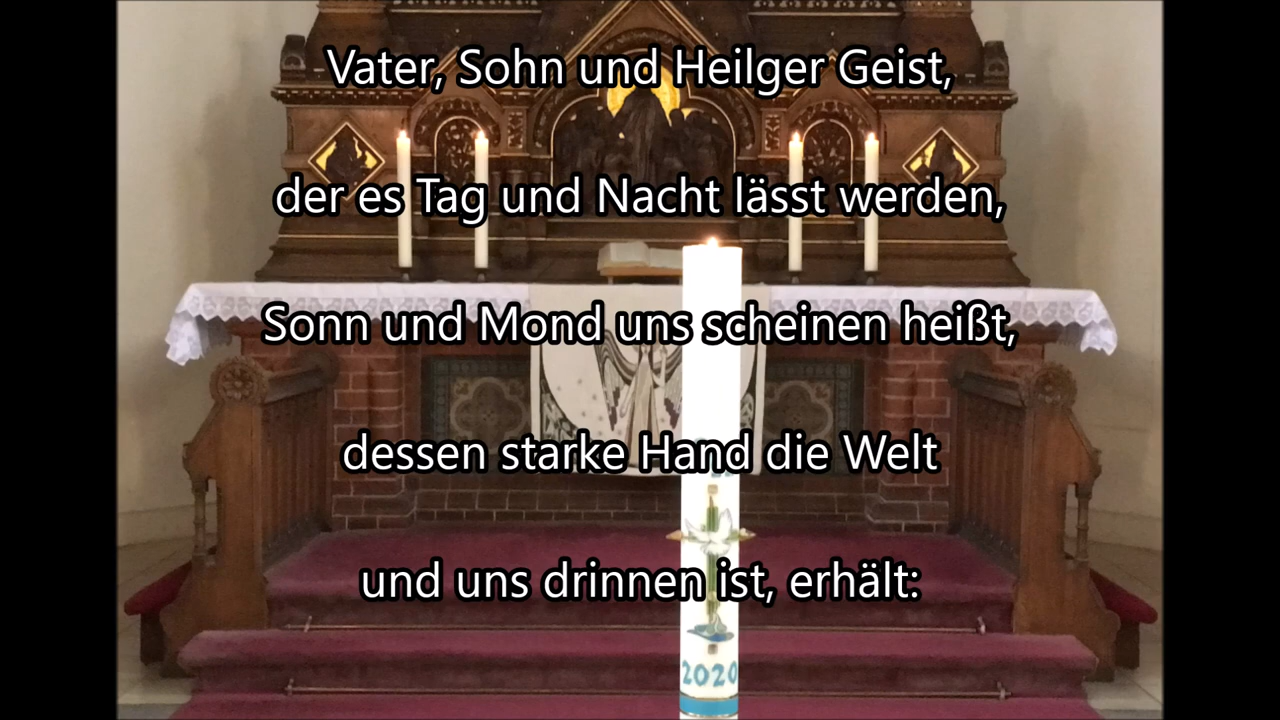 Vater, Sohn und Heilger Geist,
der es Tag und Nacht lässt werden,
Sonn und Mond uns scheinen heißt,
dessen starke Hand die Welt
und uns drinnen ist, erhält:
2020